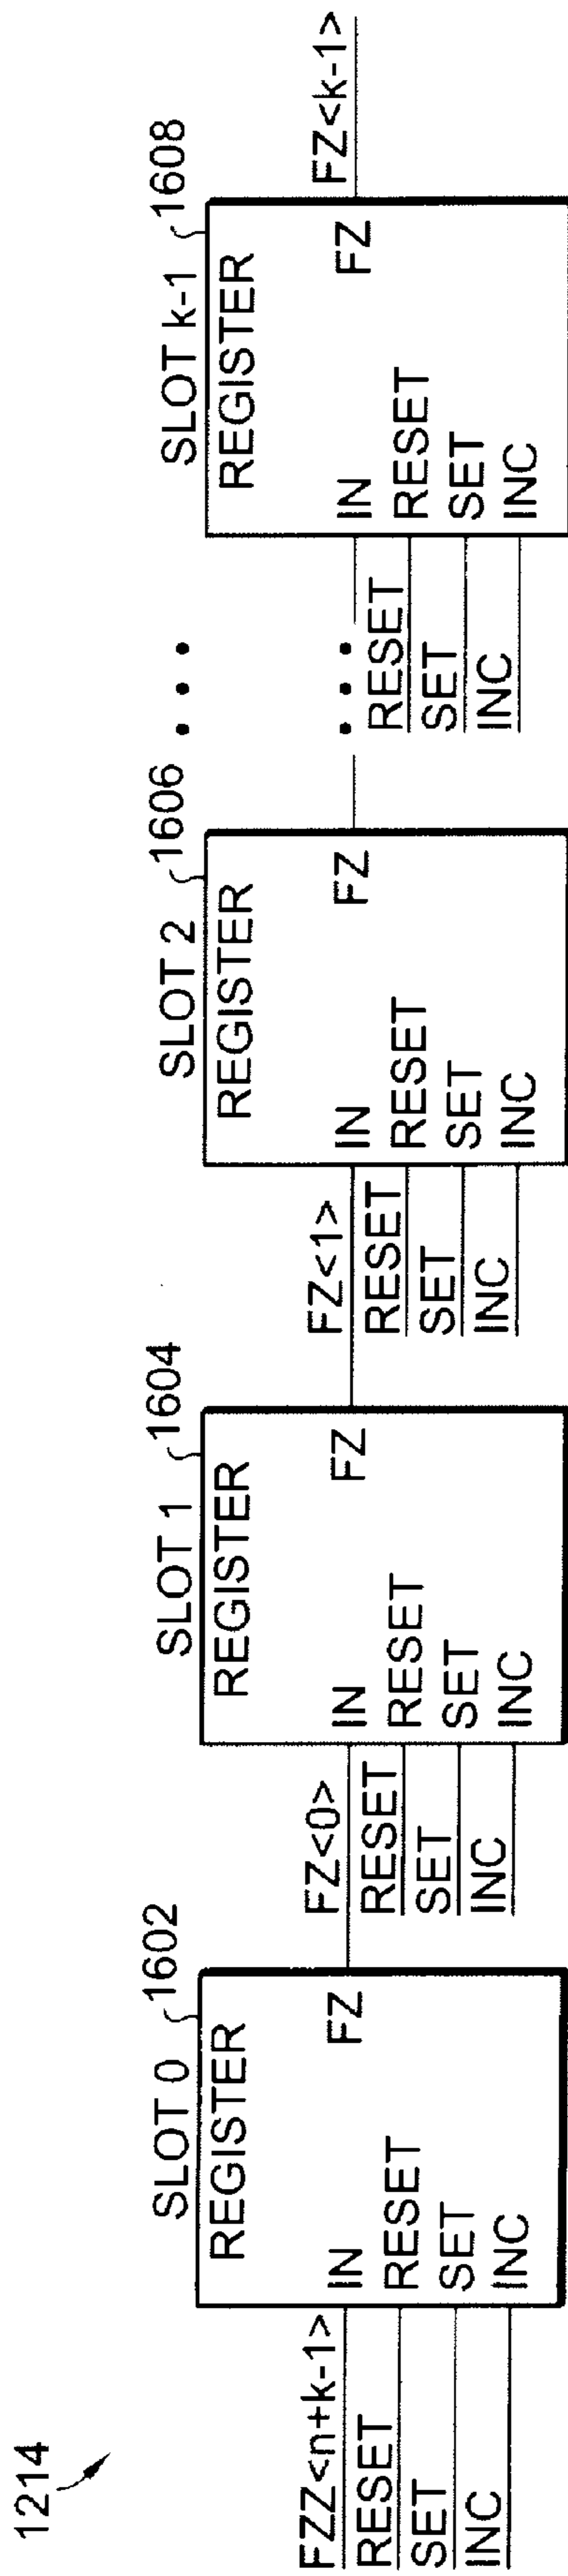 1214
SLOT 0
1602
REGISTER
FZZ<n+k-1>
RESET
SET
INC
IN
RESET
SET
INC
FZ
SLOT 1
1604
REGISTER
FZ<0>
RESET
SET
INC
IN
RESET
SET
INC
FZ
SLOT 2
1606
REGISTER
FZ<1>
RESET
SET
INC
IN
RESET
SET
INC
FZ
SLOT k-1
1608
REGISTER
RESET
SET
INC
IN
RESET
SET
INC
FZ
FZ<k-1>